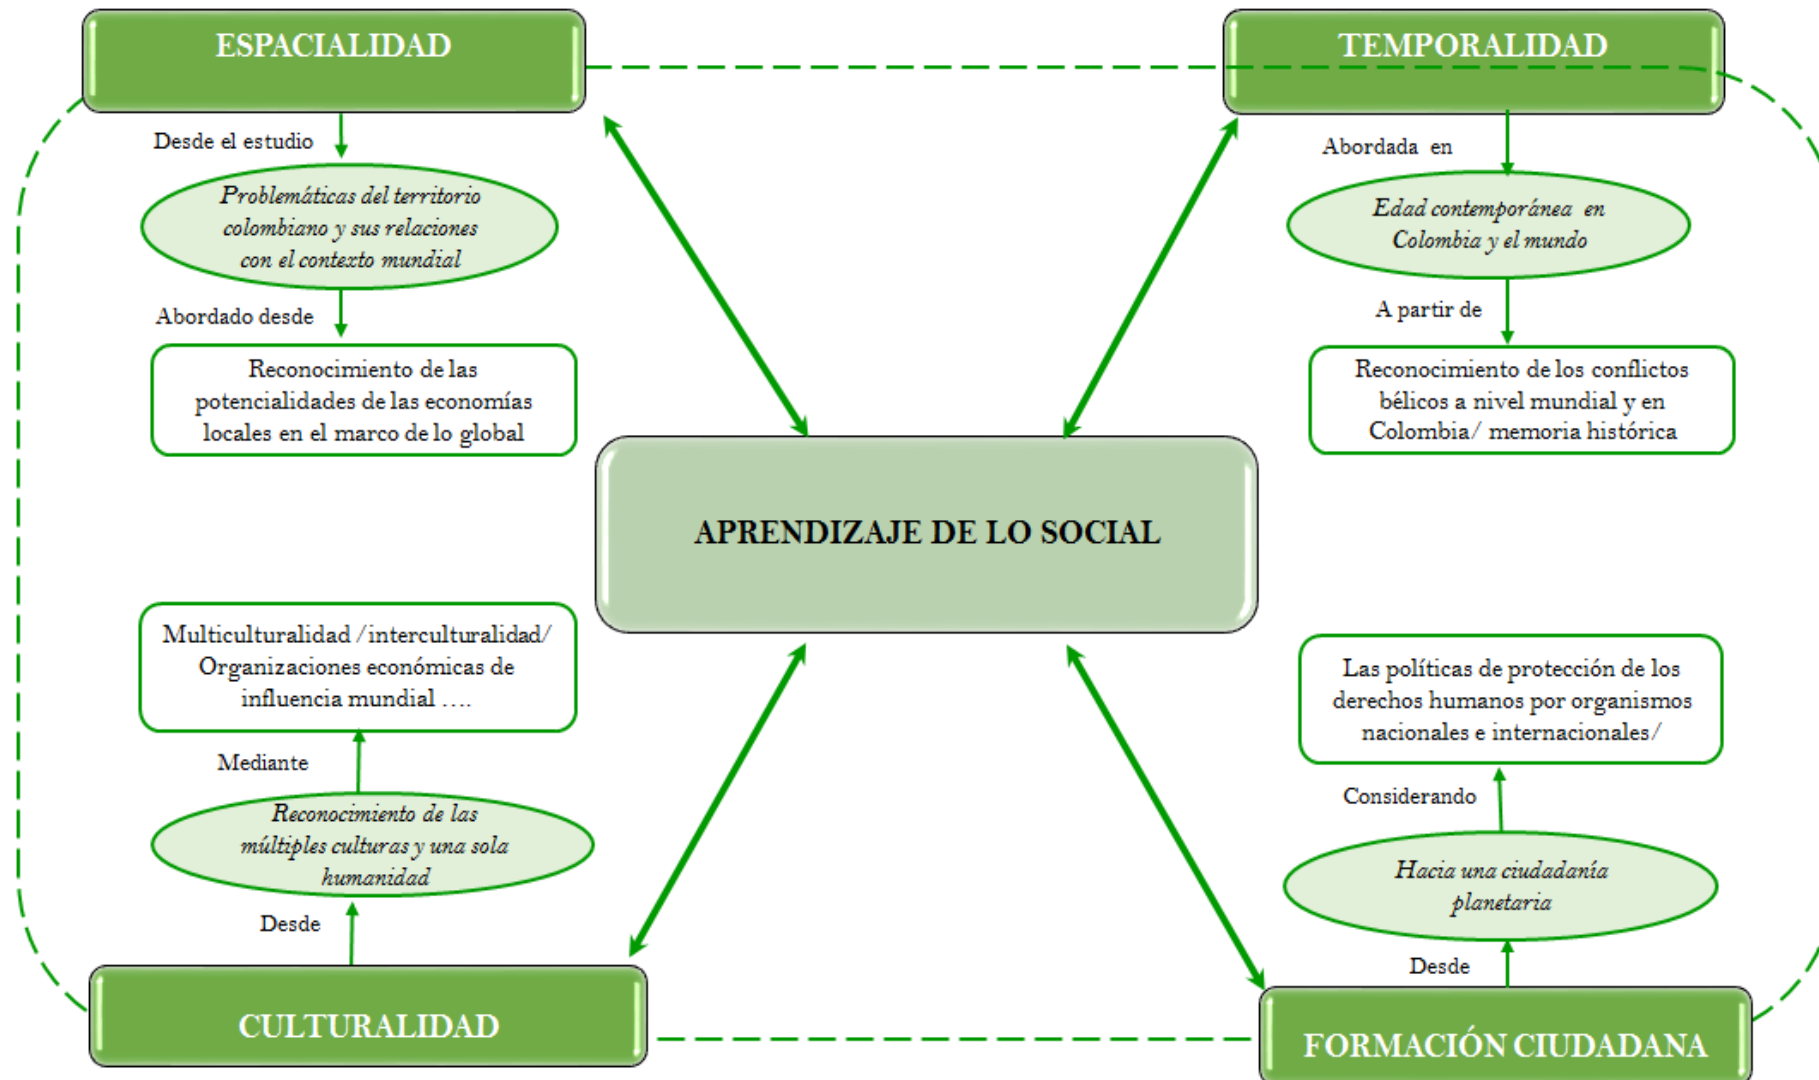 ESPACIALIDAD
Desde el estudio
Problemáticas del territorio
colombiano y sus relaciones
con el contexto mundial
Abordado desde
Reconocimiento de las
potencialidades de las economías
locales en el marco de lo global
TEMPORALIDAD
Abordada en
Edad contemporánea en
Colombia y el mundo
A partir de
Reconocimiento de los conflictos
bélicos a nivel mundial y en
Colombia/ memoria histórica
APRENDIZAJE DE LO SOCIAL
Multiculturalidad /interculturalidad/
Organizaciones económicas de
influencia mundial ….
Mediante
Reconocimiento de las
múltiples culturas y una sola
humanidad
Desde
CULTURALIDAD
Las políticas de protección de los
derechos humanos por organismos
nacionales e internacionales/
Considerando
Hacia una ciudadanía
planetaria
Desde
FORMACIÓN CIUDADANA